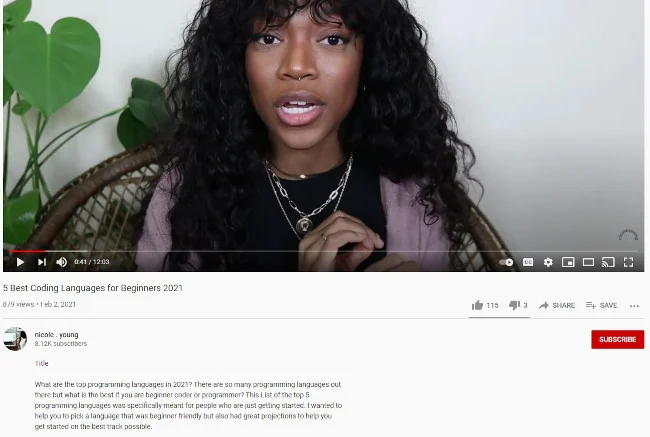 0:41 / 12:03
CC
5 Best Coding Languages for Beginners 2021
879 views • Feb 2, 2021
115
3
SHARE
SAVE
nicole . young
8.12K subscribers
SUBSCRIBE
Title
What are the top programming languages in 2021? There are so many programming languages out
there but what is the best if you are beginner coder or programmer? This List of the top 5
programming languages was specifically meant for people who are just getting started. I wanted to
help you to pick a language that was beginner friendly but also had great projections to help you
get started on the best track possible.